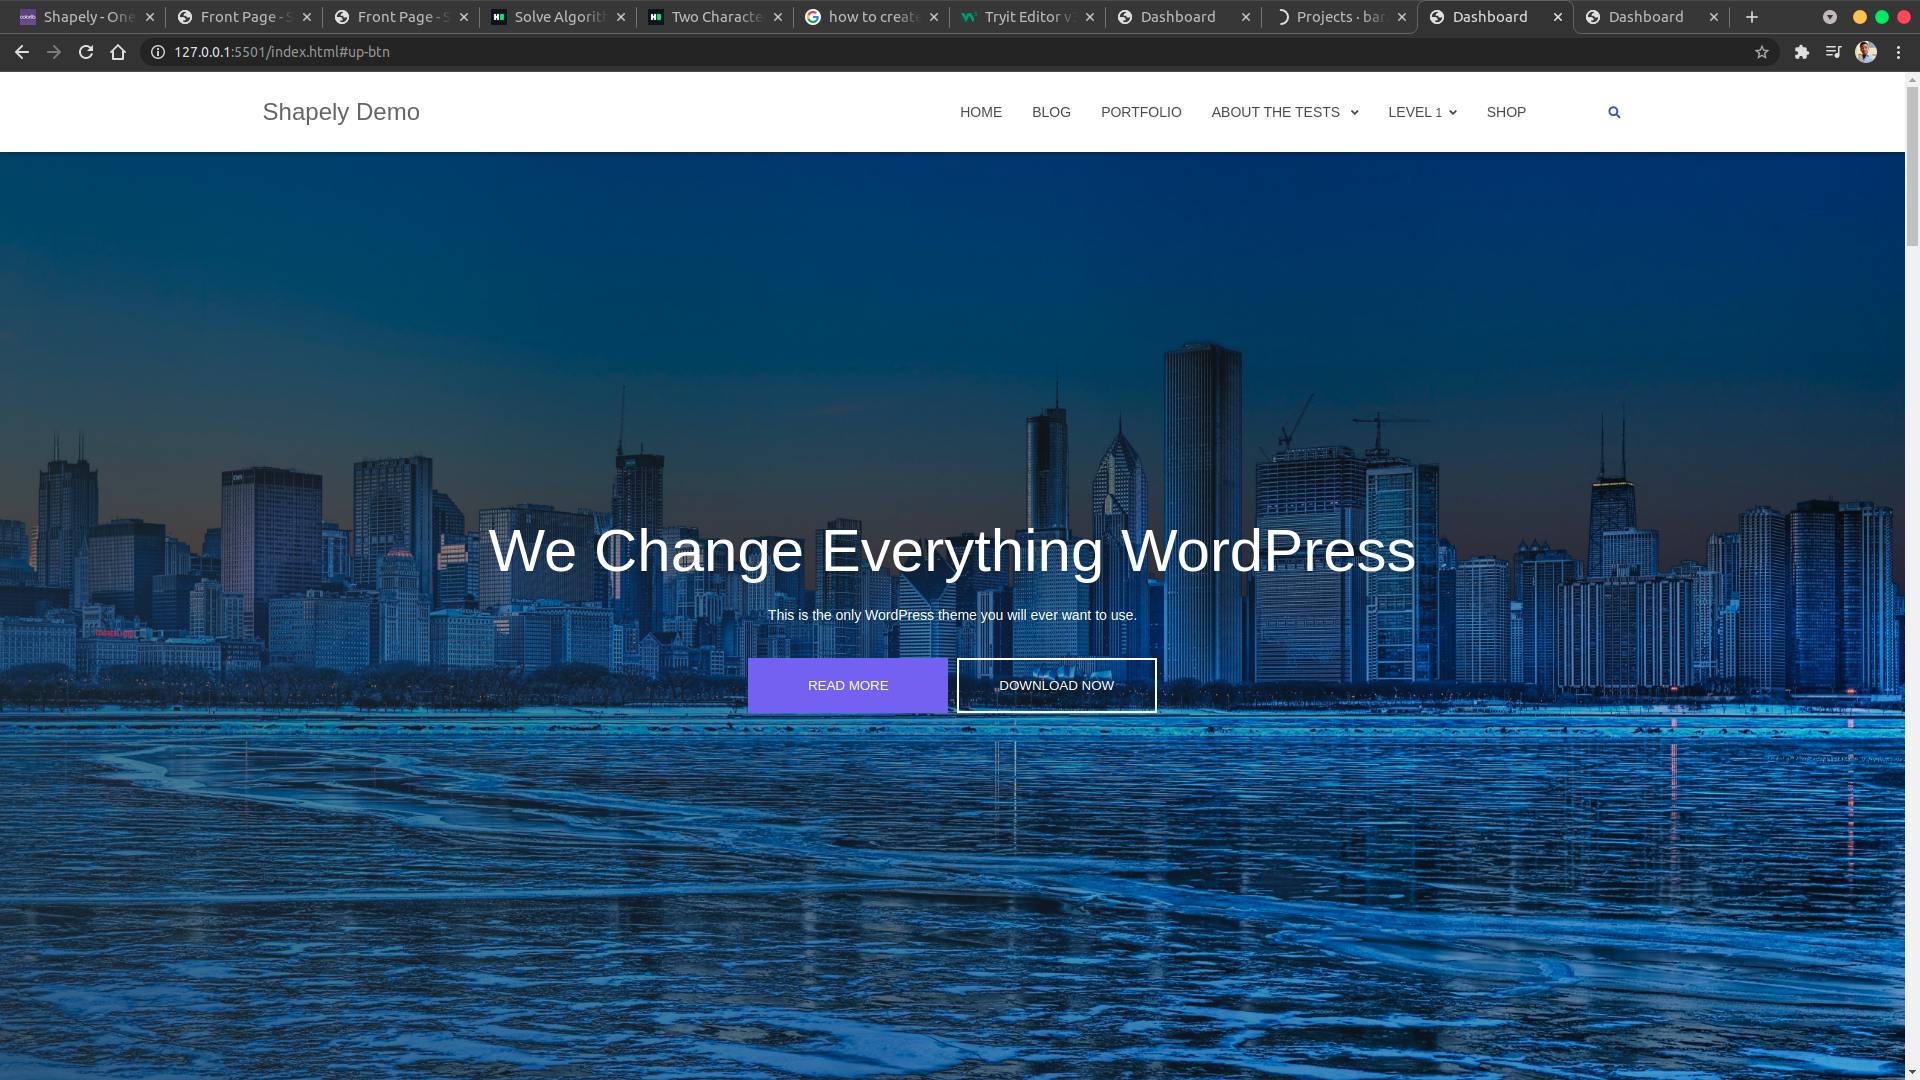 Shapely - One
Front Page - S
Front Page - S
Solve Algorith
Two Characte
how to create
Tryit Editor v
Dashboard
Projects · bar
Dashboard
Dashboard
127.0.0.1:5501/index.html#up-btn
Shapely Demo
HOME
BLOG
PORTFOLIO
ABOUT THE TESTS
LEVEL 1
SHOP
We Change Everything WordPress
This is the only WordPress theme you will ever want to use.
READ MORE
DOWNLOAD NOW